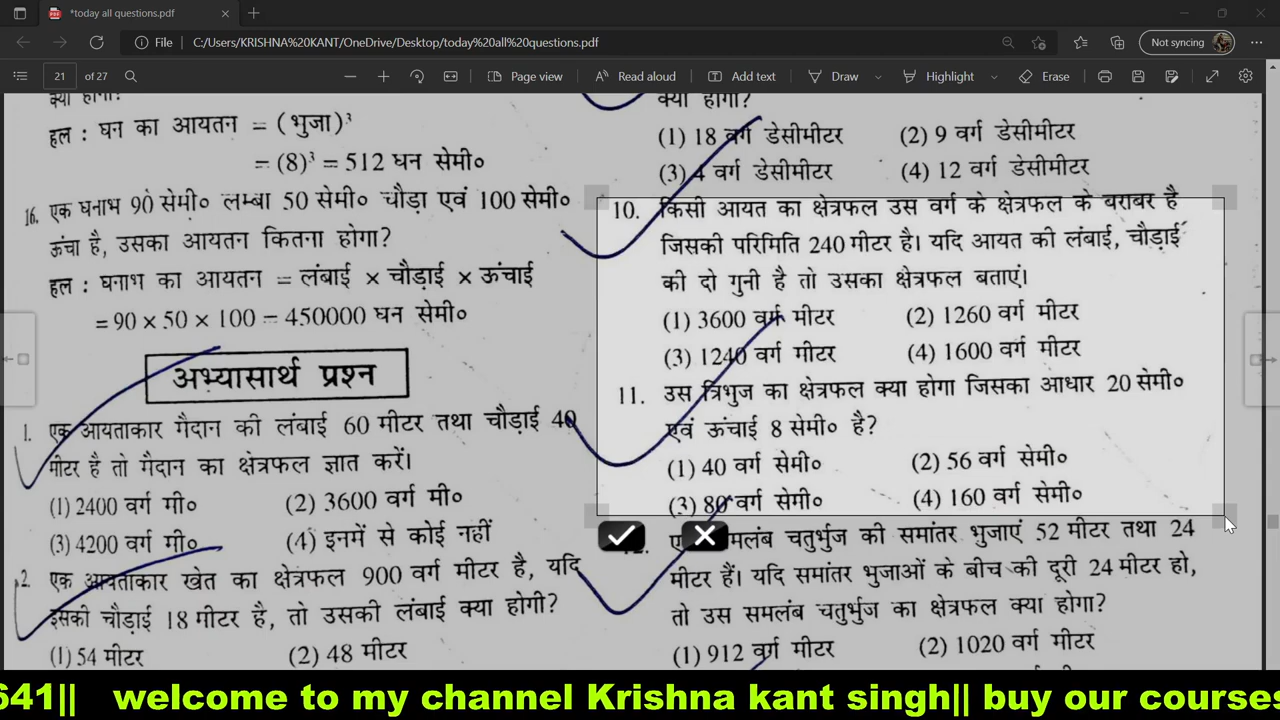 *today all questions.pdf
File C:/Users/KRISHNA%20KANT/OneDrive/Desktop/today%20all%20questions.pdf Not syncing
21 of 27 Page view Read aloud Add text Draw Highlight Erase
क्या होगा?
हल : घन का आयतन = (भुजा)³
= (8)³ = 512 घन सेमी०
16. एक घनाभ 90 सेमी० लम्बा 50 सेमी० चौड़ा एवं 100 सेमी०
ऊंचा है, उसका आयतन कितना होगा?
हल : घनाभ का आयतन = लंबाई × चौड़ाई × ऊंचाई
= 90 × 50 × 100 = 450000 घन सेमी०
अभ्यासार्थ प्रश्न
1. एक आयताकार मैदान की लंबाई 60 मीटर तथा चौड़ाई 40
मीटर है तो मैदान का क्षेत्रफल ज्ञात करें।
(1) 2400 वर्ग मी० (2) 3600 वर्ग मी०
(3) 4200 वर्ग मी० (4) इनमें से कोई नहीं
2. एक आयताकार खेत का क्षेत्रफल 900 वर्ग मीटर है, यदि
इसकी चौड़ाई 18 मीटर है, तो उसकी लंबाई क्या होगी?
(1) 54 मीटर (2) 48 मीटर
क्या होगा?
(1) 18 वर्ग डेसीमीटर (2) 9 वर्ग डेसीमीटर
(3) 4 वर्ग डेसीमीटर (4) 12 वर्ग डेसीमीटर
10. किसी आयत का क्षेत्रफल उस वर्ग के क्षेत्रफल के बराबर है
जिसकी परिमिति 240 मीटर है। यदि आयत की लंबाई, चौड़ाई
की दो गुनी है तो उसका क्षेत्रफल बताएं।
(1) 3600 वर्ग मीटर (2) 1260 वर्ग मीटर
(3) 1240 वर्ग मीटर (4) 1600 वर्ग मीटर
11. उस त्रिभुज का क्षेत्रफल क्या होगा जिसका आधार 20 सेमी०
एवं ऊंचाई 8 सेमी० है?
(1) 40 वर्ग सेमी० (2) 56 वर्ग सेमी०
(3) 80 वर्ग सेमी० (4) 160 वर्ग सेमी०
चतुर्भुज की समांतर भुजाएं 52 मीटर तथा 24
मीटर हैं। यदि समांतर भुजाओं के बीच की दूरी 24 मीटर हो,
तो उस समलंब चतुर्भुज का क्षेत्रफल क्या होगा?
(1) 912 वर्ग मीटर (2) 1020 वर्ग मीटर
641|| welcome to my channel Krishna kant singh|| buy our courses